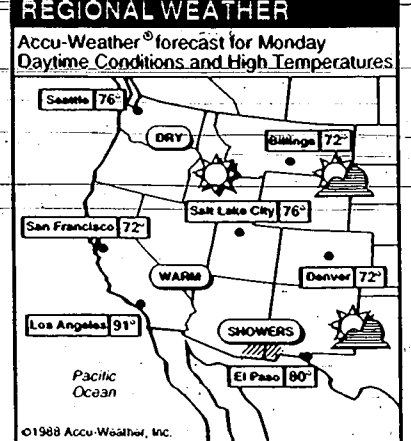 REGIONAL WEATHER
Accu-Weather® forecast for Monday
Daytime Conditions and High Temperatures
Seattle 76°
DRY
Billings 72°
Salt Lake City 76°
San Francisco 72°
WARM
Denver 72°
Los Angeles 91°
SHOWERS
Pacific
Ocean
El Paso 80°
©1988 Accu-Weather, Inc.